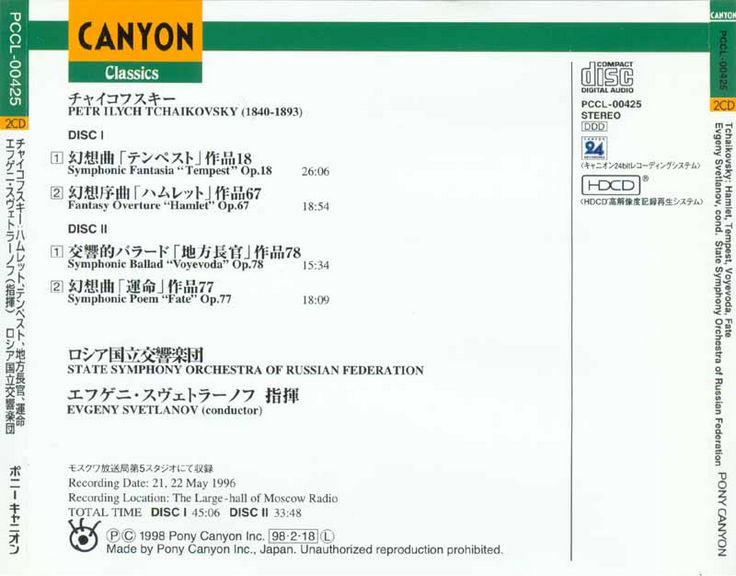 PCCL-00425
2CD
チャイコフスキー:ハムレット、テンペスト、地方長官、運命
エフゲニ・スヴェトラーノフ(指揮) ロシア国立交響楽団
ポニーキャニオン
CANYON
Classics
チャイコフスキー
PETR ILYCH TCHAIKOVSKY (1840-1893)
DISC I
1 幻想曲「テンペスト」作品18
Symphonic Fantasia "Tempest" Op.18 26:06
2 幻想序曲「ハムレット」作品67
Fantasy Overture "Hamlet" Op.67 18:54
DISC II
1 交響的バラード「地方長官」作品78
Symphonic Ballad "Voyevoda" Op.78 15:34
2 幻想曲「運命」作品77
Symphonic Poem "Fate" Op.77 18:09
ロシア国立交響楽団
STATE SYMPHONY ORCHESTRA OF RUSSIAN FEDERATION
エフゲニ・スヴェトラーノフ 指揮
EVGENY SVETLANOV (conductor)
モスクワ放送局第5スタジオにて収録
Recording Date: 21, 22 May 1996
Recording Location: The Large-hall of Moscow Radio
TOTAL TIME DISC I 45:06 DISC II 33:48
ⓅⒸ 1998 Pony Canyon Inc. 98・2・18 Ⓛ
Made by Pony Canyon Inc., Japan. Unauthorized reproduction prohibited.
COMPACT
disc
DIGITAL AUDIO
PCCL-00425
STEREO
DDD
CANYON
24
〈キャニオン24bitレコーディングシステム〉
HDCD®
〈HDCD高解像度記録再生システム〉
CANYON
PCCL-00425
2CD
Tchaikovsky: Hamlet, Tempest, Voyevoda, Fate
Evgeny Svetlanov, cond. State Symphony Orchestra of Russian Federation
PONY CANYON